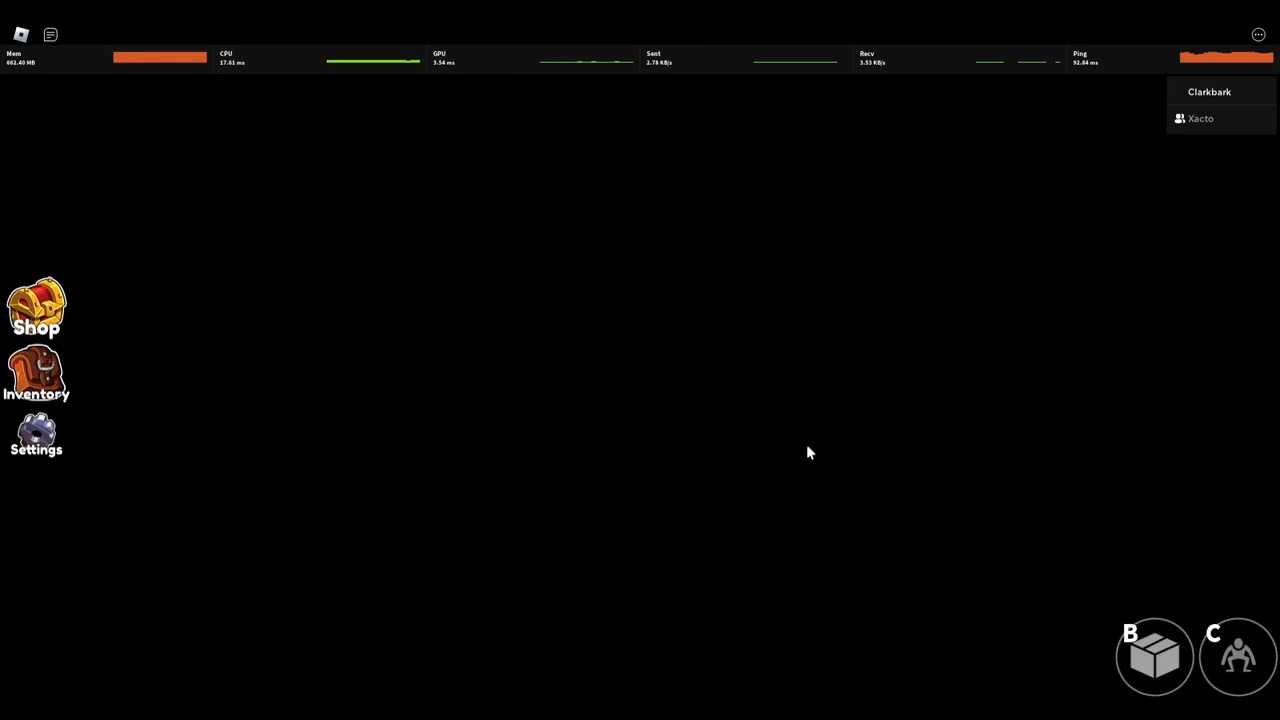 Mem
662.40 MB
CPU
17.61 ms
GPU
3.54 ms
Sent
2.78 KB/s
Recv
3.53 KB/s
Ping
92.84 ms
Clarkbark
Xacto
Shop
Inventory
Settings
B
C